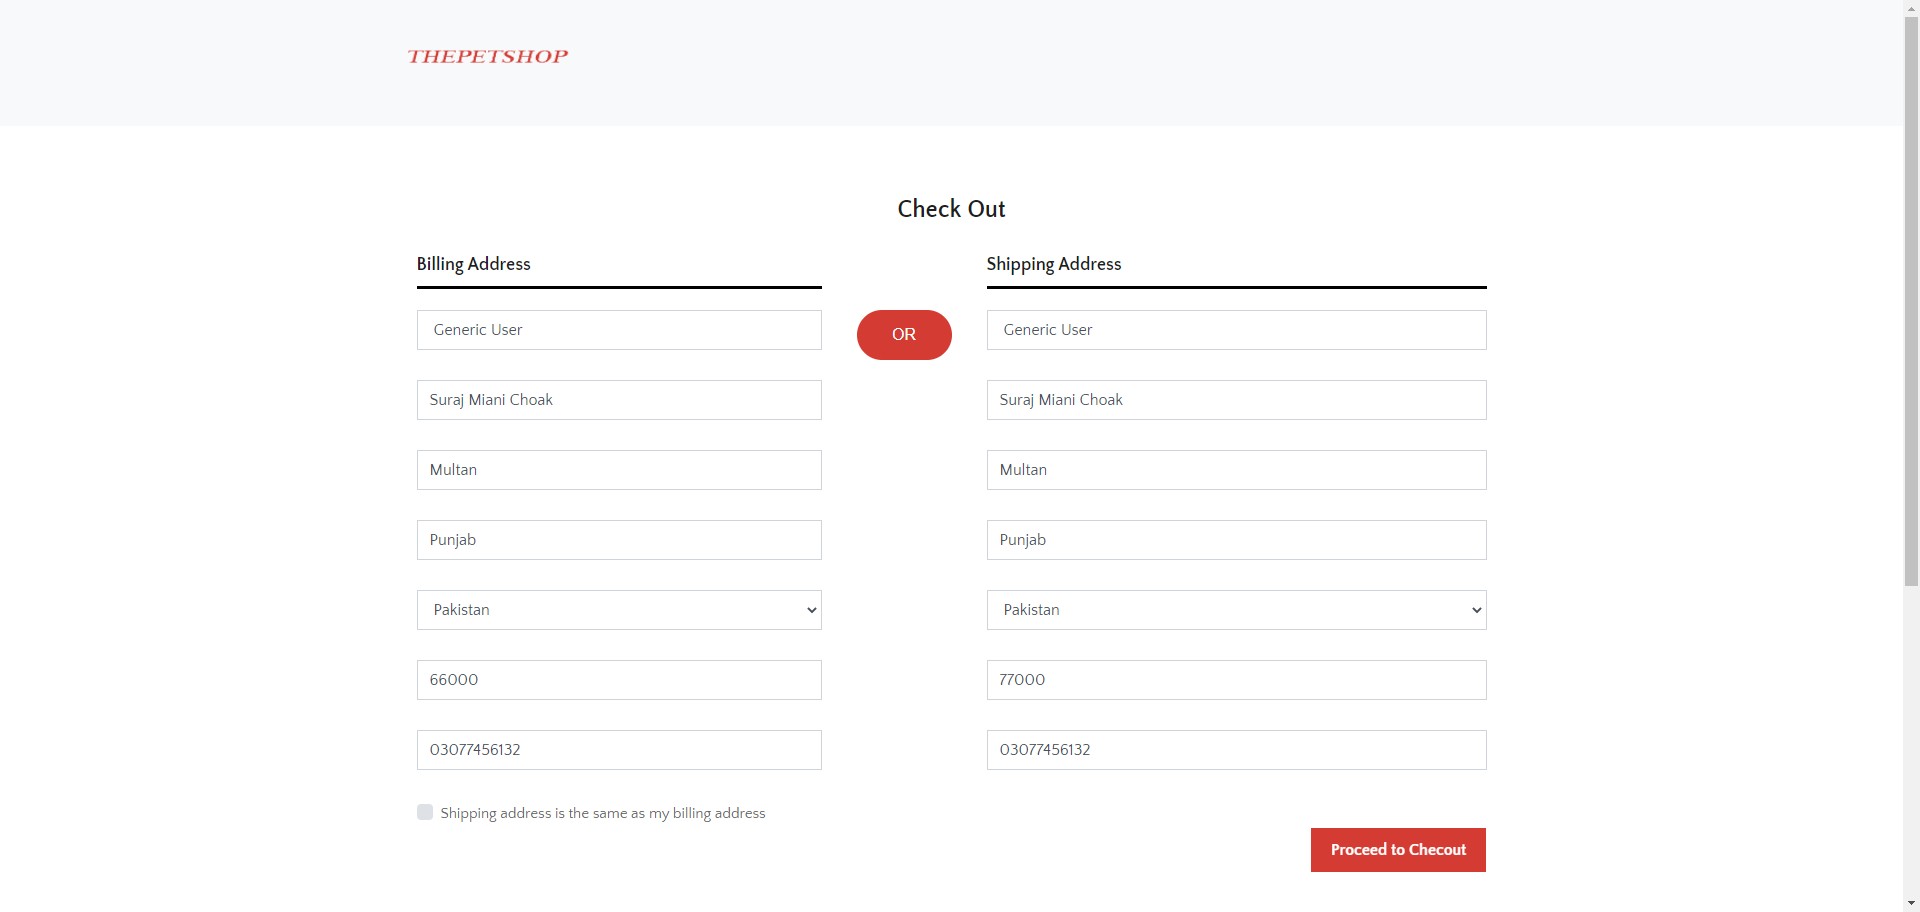 THEPETSHOP
Check Out
Billing Address
Generic User
Suraj Miani Choak
Multan
Punjab
Pakistan
66000
03077456132
Shipping address is the same as my billing address
OR
Shipping Address
Generic User
Suraj Miani Choak
Multan
Punjab
Pakistan
77000
03077456132
Proceed to Checout